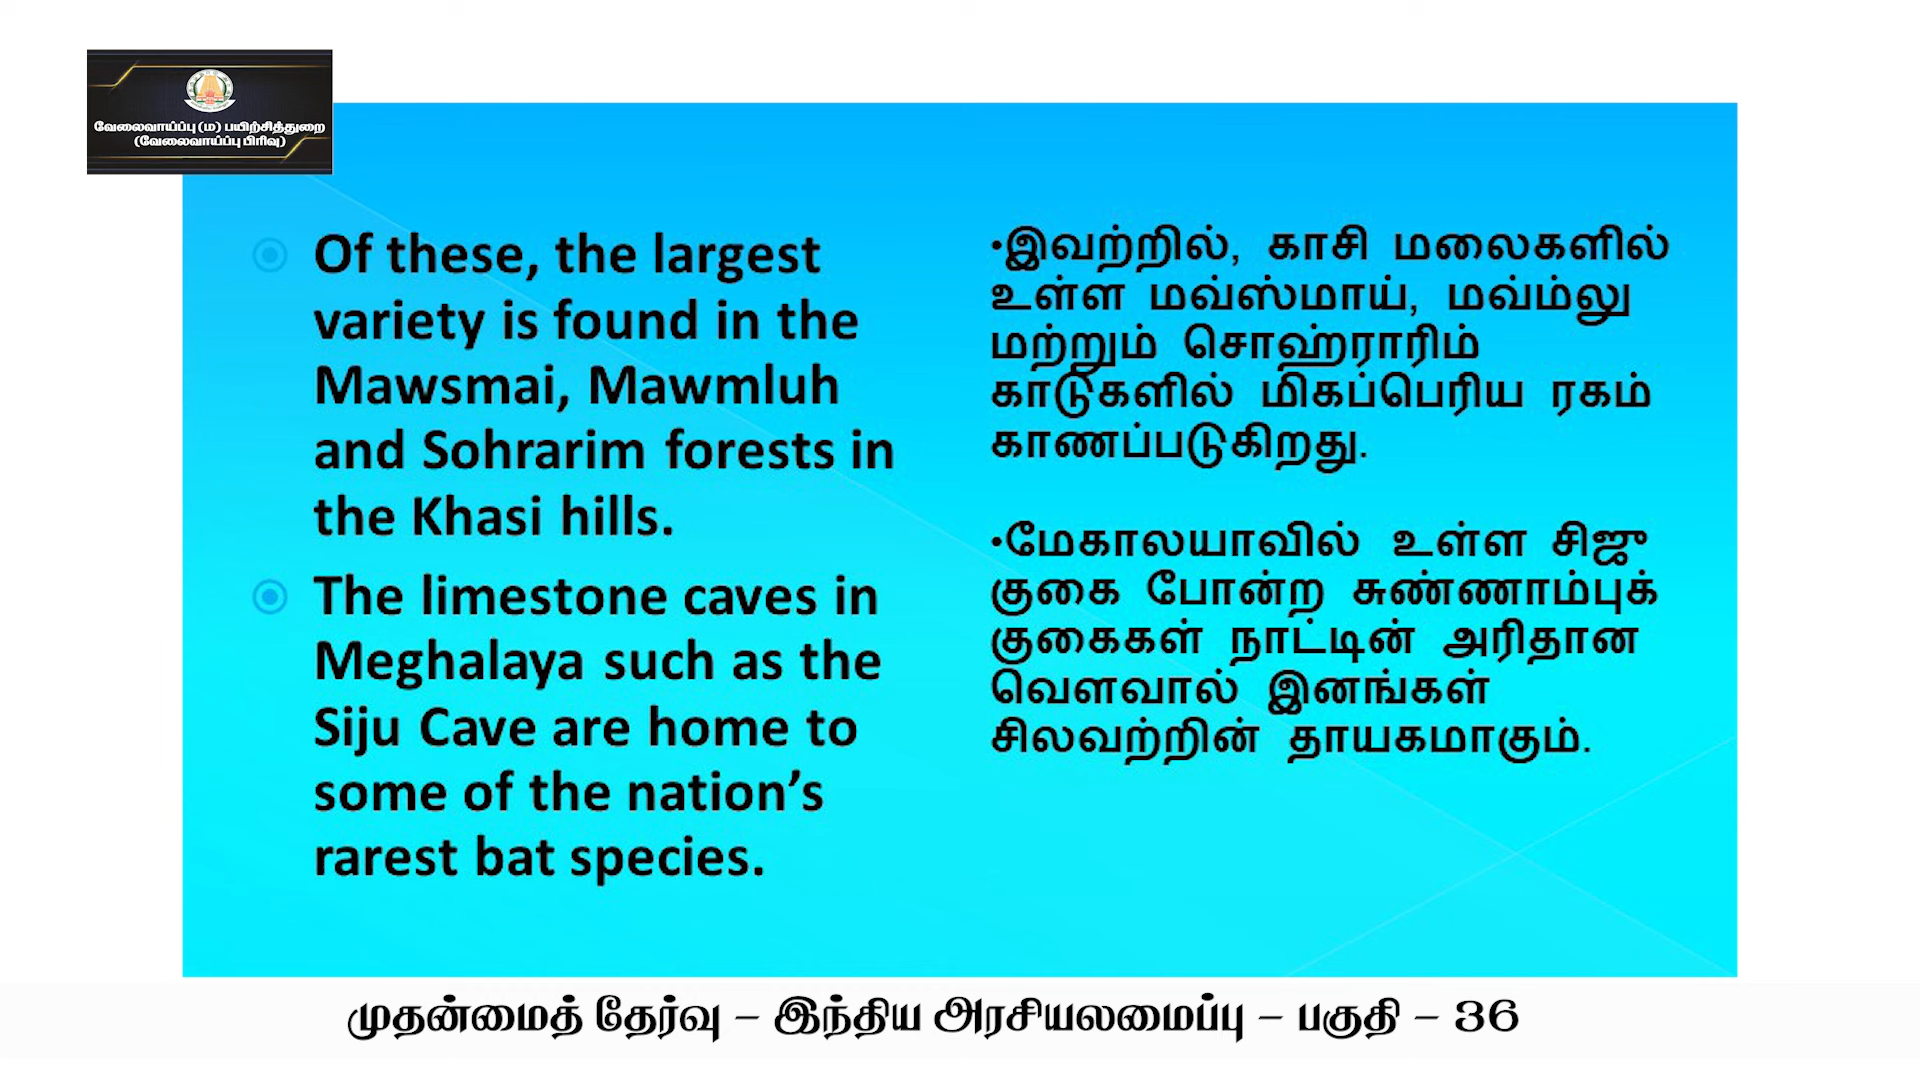 வேலைவாய்ப்பு (ம) பயிற்சித்துறை
(வேலைவாய்ப்பு பிரிவு)
Of these, the largest
variety is found in the
Mawsmai, Mawmluh
and Sohrarim forests in
the Khasi hills.
The limestone caves in
Meghalaya such as the
Siju Cave are home to
some of the nation’s
rarest bat species.
•இவற்றில், காசி மலைகளில்
உள்ள மவ்ஸ்மாய், மவ்ம்லு
மற்றும் சொஹ்ராரிம்
காடுகளில் மிகப்பெரிய ரகம்
காணப்படுகிறது.
•மேகாலயாவில் உள்ள சிஜு
குகை போன்ற சுண்ணாம்புக்
குகைகள் நாட்டின் அரிதான
வௌவால் இனங்கள்
சிலவற்றின் தாயகமாகும்.
முதன்மைத் தேர்வு – இந்திய அரசியலமைப்பு – பகுதி – 36